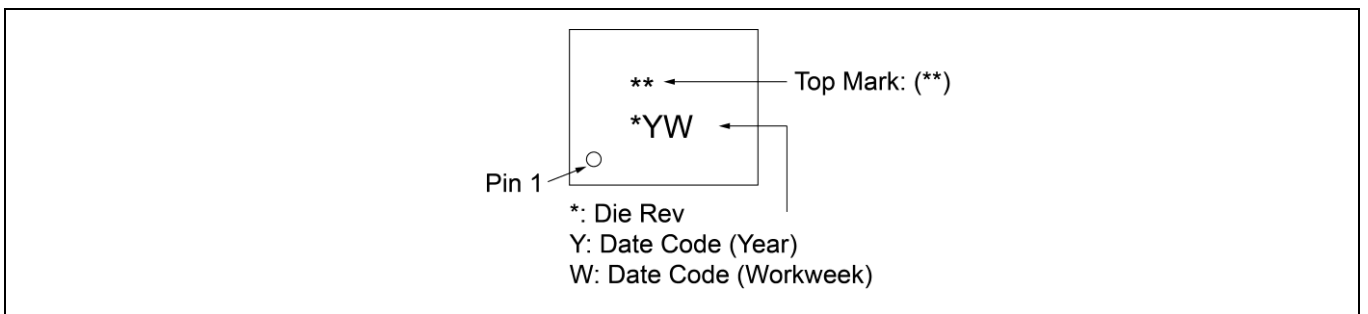 **
Top Mark: (**)
*YW
Pin 1
*: Die Rev
Y: Date Code (Year)
W: Date Code (Workweek)